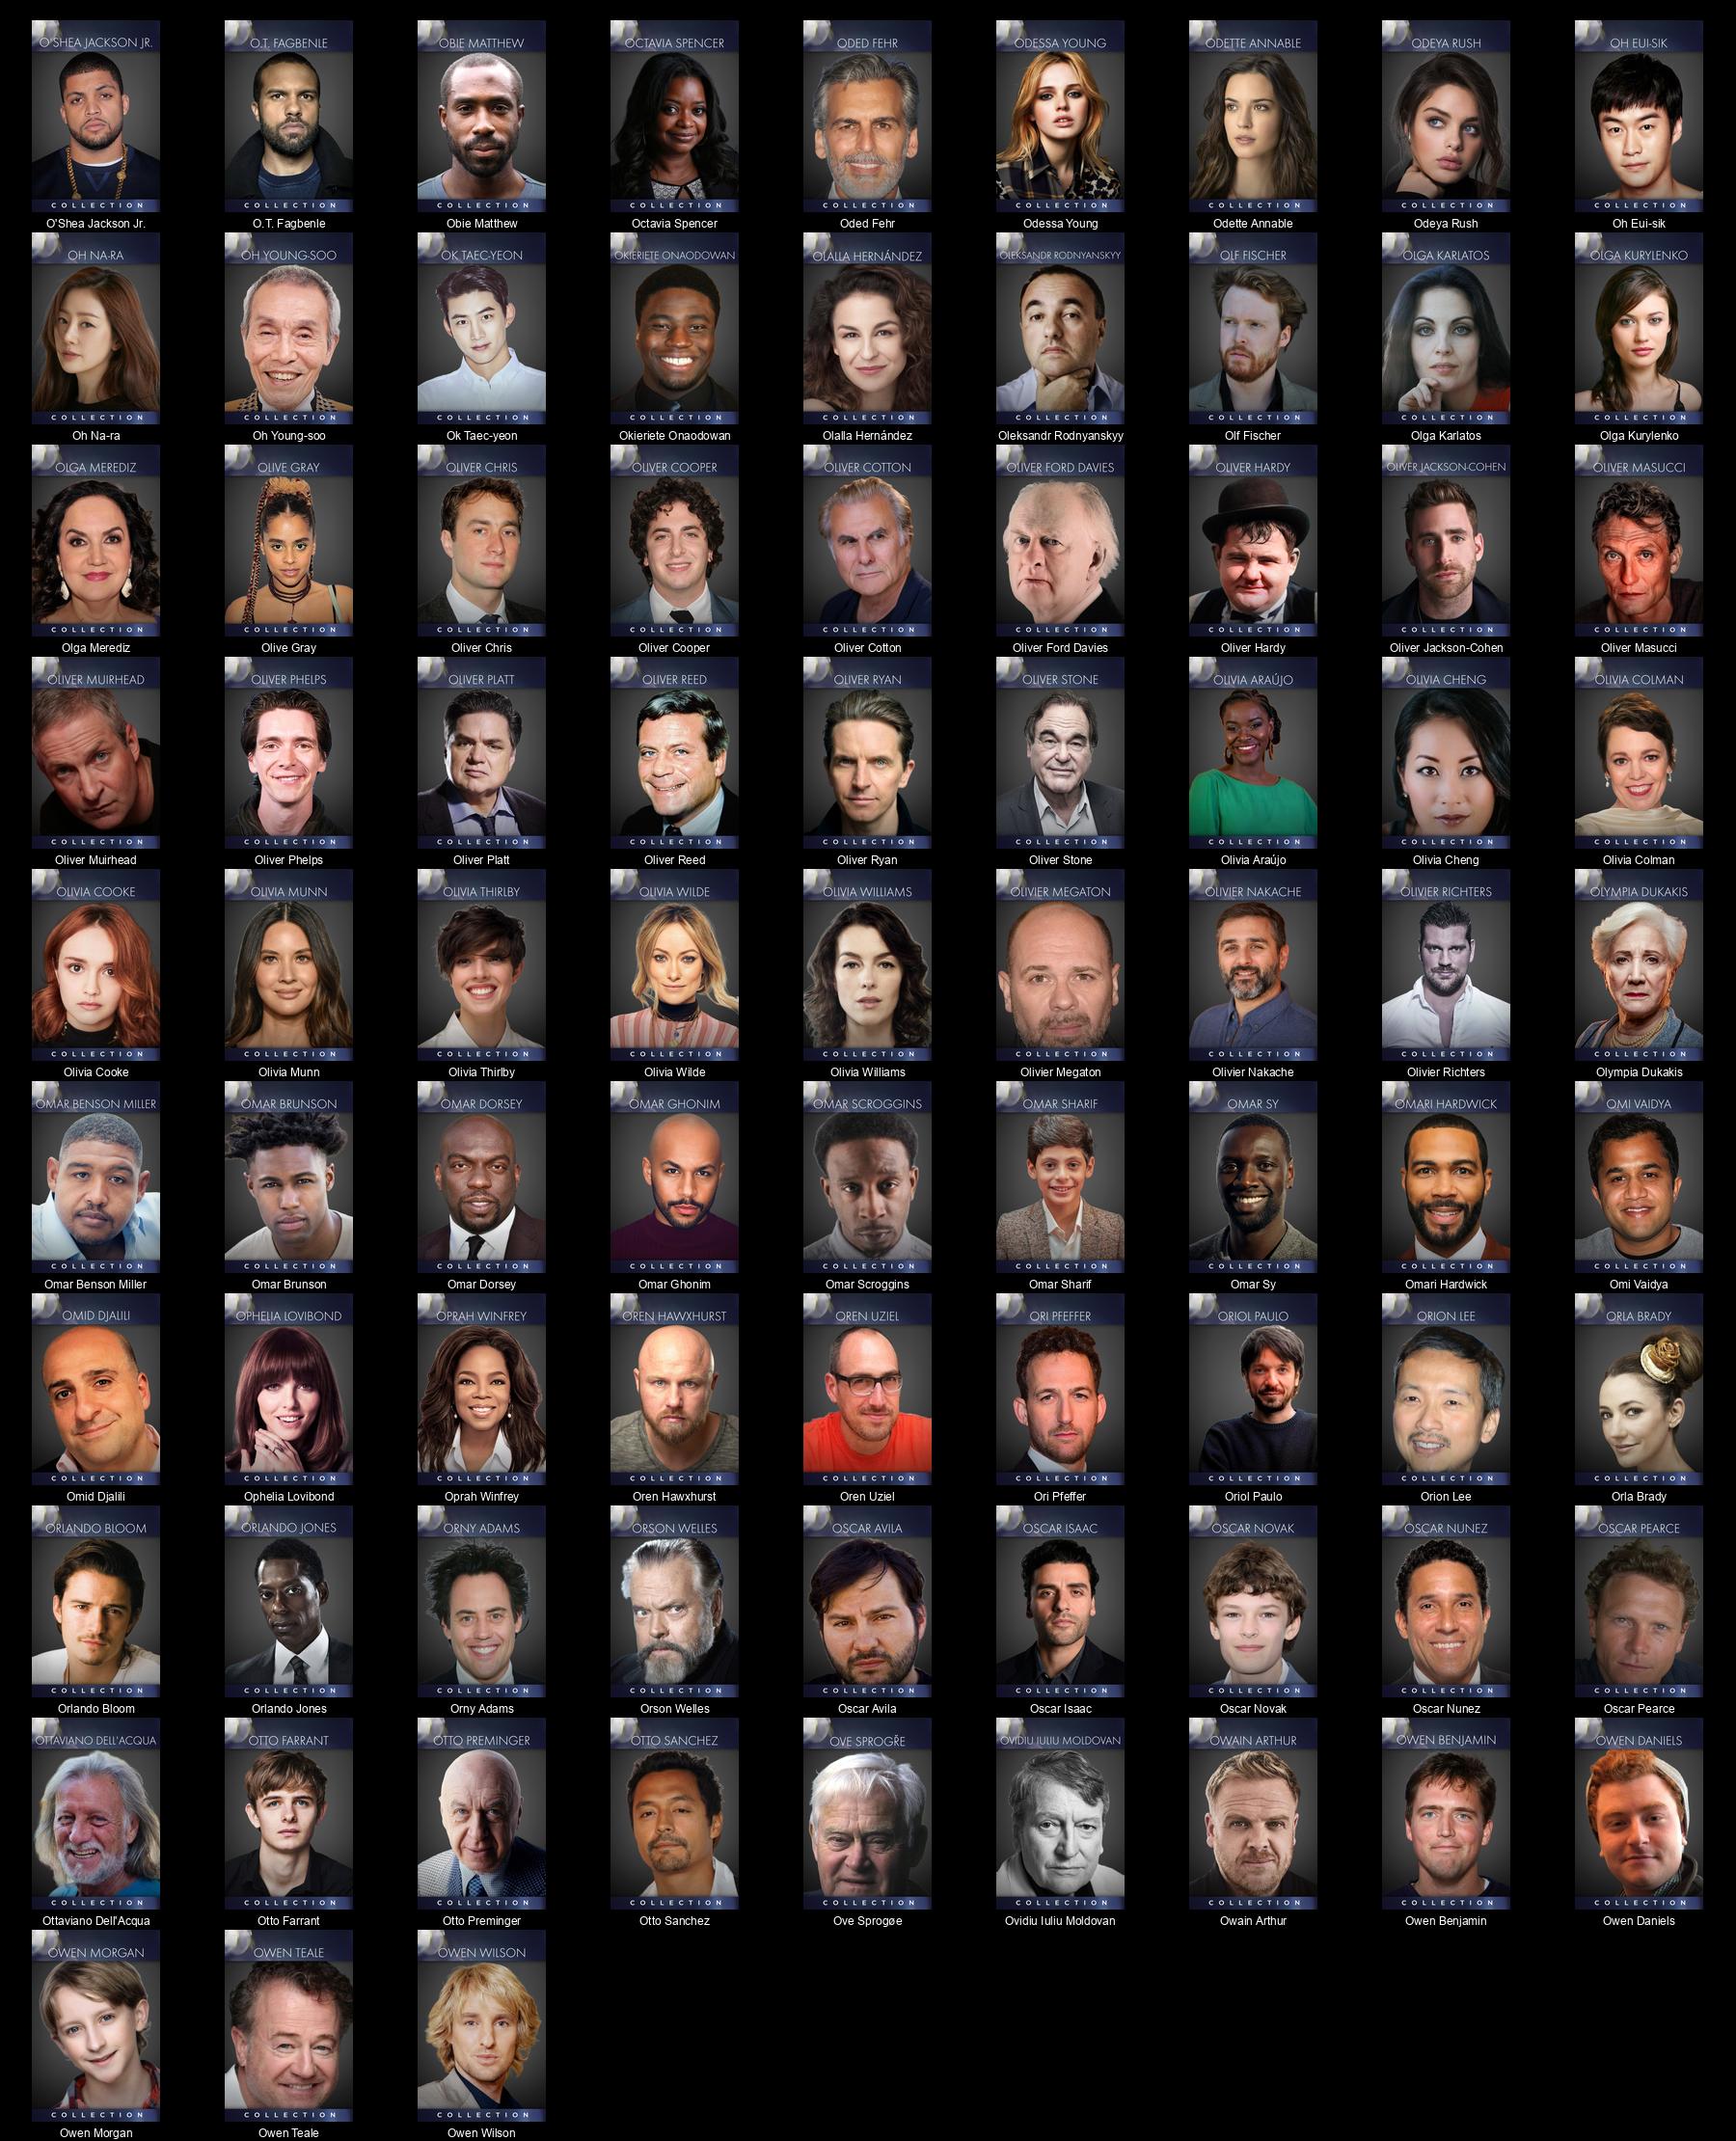 O'SHEA JACKSON JR. O.T. FAGBENLE OBIE MATTHEW OCTAVIA SPENCER ODED FEHR ODESSA YOUNG ODETTE ANNABLE ODEYA RUSH OH EUI-SIK
COLLECTION COLLECTION COLLECTION COLLECTION COLLECTION COLLECTION COLLECTION COLLECTION COLLECTION
O'Shea Jackson Jr. O.T. Fagbenle Obie Matthew Octavia Spencer Oded Fehr Odessa Young Odette Annable Odeya Rush Oh Eui-sik
OH NA-RA OH YOUNG-SOO OK TAEC-YEON OKIERIETE ONAODOWAN OLALLA HERNÁNDEZ OLEKSANDR RODNYANSKYY OLF FISCHER OLGA KARLATOS OLGA KURYLENKO
COLLECTION COLLECTION COLLECTION COLLECTION COLLECTION COLLECTION COLLECTION COLLECTION COLLECTION
Oh Na-ra Oh Young-soo Ok Taec-yeon Okieriete Onaodowan Olalla Hernández Oleksandr Rodnyanskyy Olf Fischer Olga Karlatos Olga Kurylenko
OLGA MEREDIZ OLIVE GRAY OLIVER CHRIS OLIVER COOPER OLIVER COTTON OLIVER FORD DAVIES OLIVER HARDY OLIVER JACKSON-COHEN OLIVER MASUCCI
COLLECTION COLLECTION COLLECTION COLLECTION COLLECTION COLLECTION COLLECTION COLLECTION COLLECTION
Olga Merediz Olive Gray Oliver Chris Oliver Cooper Oliver Cotton Oliver Ford Davies Oliver Hardy Oliver Jackson-Cohen Oliver Masucci
OLIVER MUIRHEAD OLIVER PHELPS OLIVER PLATT OLIVER REED OLIVER RYAN OLIVER STONE OLIVIA ARAÚJO OLIVIA CHENG OLIVIA COLMAN
COLLECTION COLLECTION COLLECTION COLLECTION COLLECTION COLLECTION COLLECTION COLLECTION COLLECTION
Oliver Muirhead Oliver Phelps Oliver Platt Oliver Reed Oliver Ryan Oliver Stone Olivia Araújo Olivia Cheng Olivia Colman
OLIVIA COOKE OLIVIA MUNN OLIVIA THIRLBY OLIVIA WILDE OLIVIA WILLIAMS OLIVIER MEGATON OLIVIER NAKACHE OLIVIER RICHTERS OLYMPIA DUKAKIS
COLLECTION COLLECTION COLLECTION COLLECTION COLLECTION COLLECTION COLLECTION COLLECTION COLLECTION
Olivia Cooke Olivia Munn Olivia Thirlby Olivia Wilde Olivia Williams Olivier Megaton Olivier Nakache Olivier Richters Olympia Dukakis
OMAR BENSON MILLER OMAR BRUNSON OMAR DORSEY OMAR GHONIM OMAR SCROGGINS OMAR SHARIF OMAR SY OMARI HARDWICK OMI VAIDYA
COLLECTION COLLECTION COLLECTION COLLECTION COLLECTION COLLECTION COLLECTION COLLECTION COLLECTION
Omar Benson Miller Omar Brunson Omar Dorsey Omar Ghonim Omar Scroggins Omar Sharif Omar Sy Omari Hardwick Omi Vaidya
OMID DJALILI OPHELIA LOVIBOND OPRAH WINFREY OREN HAWXHURST OREN UZIEL ORI PFEFFER ORIOL PAULO ORION LEE ORLA BRADY
COLLECTION COLLECTION COLLECTION COLLECTION COLLECTION COLLECTION COLLECTION COLLECTION COLLECTION
Omid Djalili Ophelia Lovibond Oprah Winfrey Oren Hawxhurst Oren Uziel Ori Pfeffer Oriol Paulo Orion Lee Orla Brady
ORLANDO BLOOM ORLANDO JONES ORNY ADAMS ORSON WELLES OSCAR AVILA OSCAR ISAAC OSCAR NOVAK OSCAR NUNEZ OSCAR PEARCE
COLLECTION COLLECTION COLLECTION COLLECTION COLLECTION COLLECTION COLLECTION COLLECTION COLLECTION
Orlando Bloom Orlando Jones Orny Adams Orson Welles Oscar Avila Oscar Isaac Oscar Novak Oscar Nunez Oscar Pearce
OTTAVIANO DELL'ACQUA OTTO FARRANT OTTO PREMINGER OTTO SANCHEZ OVE SPROGŘE OVIDIU IULIU MOLDOVAN OWAIN ARTHUR OWEN BENJAMIN OWEN DANIELS
COLLECTION COLLECTION COLLECTION COLLECTION COLLECTION COLLECTION COLLECTION COLLECTION COLLECTION
Ottaviano Dell'Acqua Otto Farrant Otto Preminger Otto Sanchez Ove Sprogøe Ovidiu Iuliu Moldovan Owain Arthur Owen Benjamin Owen Daniels
OWEN MORGAN OWEN TEALE OWEN WILSON
COLLECTION COLLECTION COLLECTION
Owen Morgan Owen Teale Owen Wilson